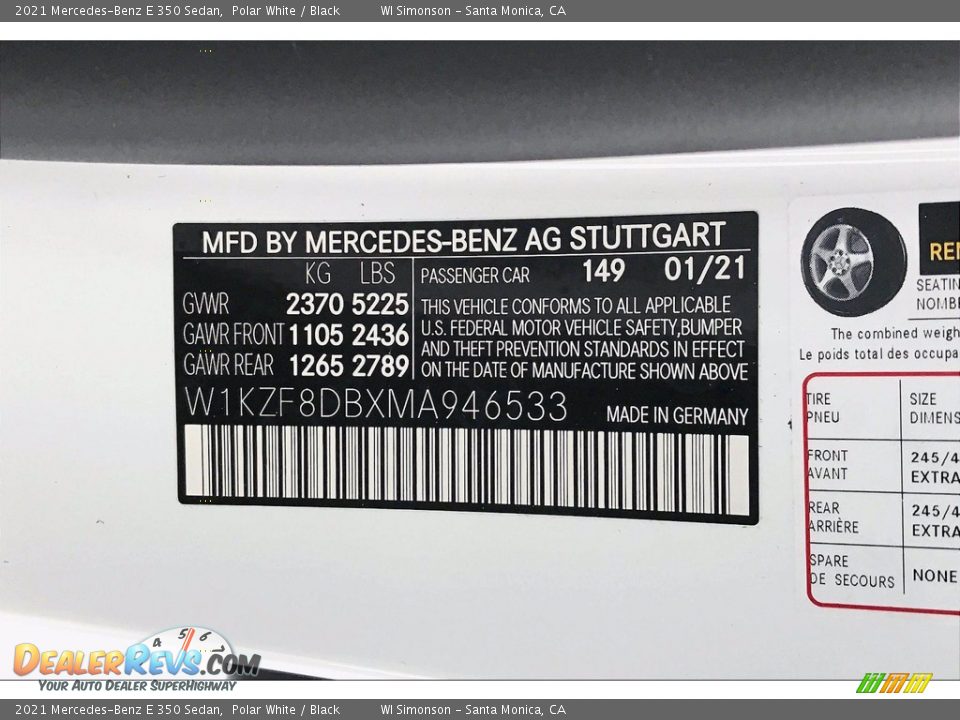 2021 Mercedes-Benz E 350 Sedan, Polar White / Black WI Simonson - Santa Monica, CA
MFD BY MERCEDES-BENZ AG STUTTGART
KG LBS
GVWR 2370 5225
GAWR FRONT 1105 2436
GAWR REAR 1265 2789
PASSENGER CAR 149 01/21
THIS VEHICLE CONFORMS TO ALL APPLICABLE
U.S. FEDERAL MOTOR VEHICLE SAFETY,BUMPER
AND THEFT PREVENTION STANDARDS IN EFFECT
ON THE DATE OF MANUFACTURE SHOWN ABOVE
W1KZF8DBXMA946533
MADE IN GERMANY
The combined
Le poids total des
TIRE SIZE
PNEU
FRONT 245/4
AVANT EXTRA
REAR 245/4
ARRIÈRE EXTRA
SPARE
DE SECOURS NONE
4 5 6 7
DEALERREVS.COM
YOUR AUTO DEALER SUPERHIGHWAY
2021 Mercedes-Benz E 350 Sedan, Polar White / Black WI Simonson - Santa Monica, CA